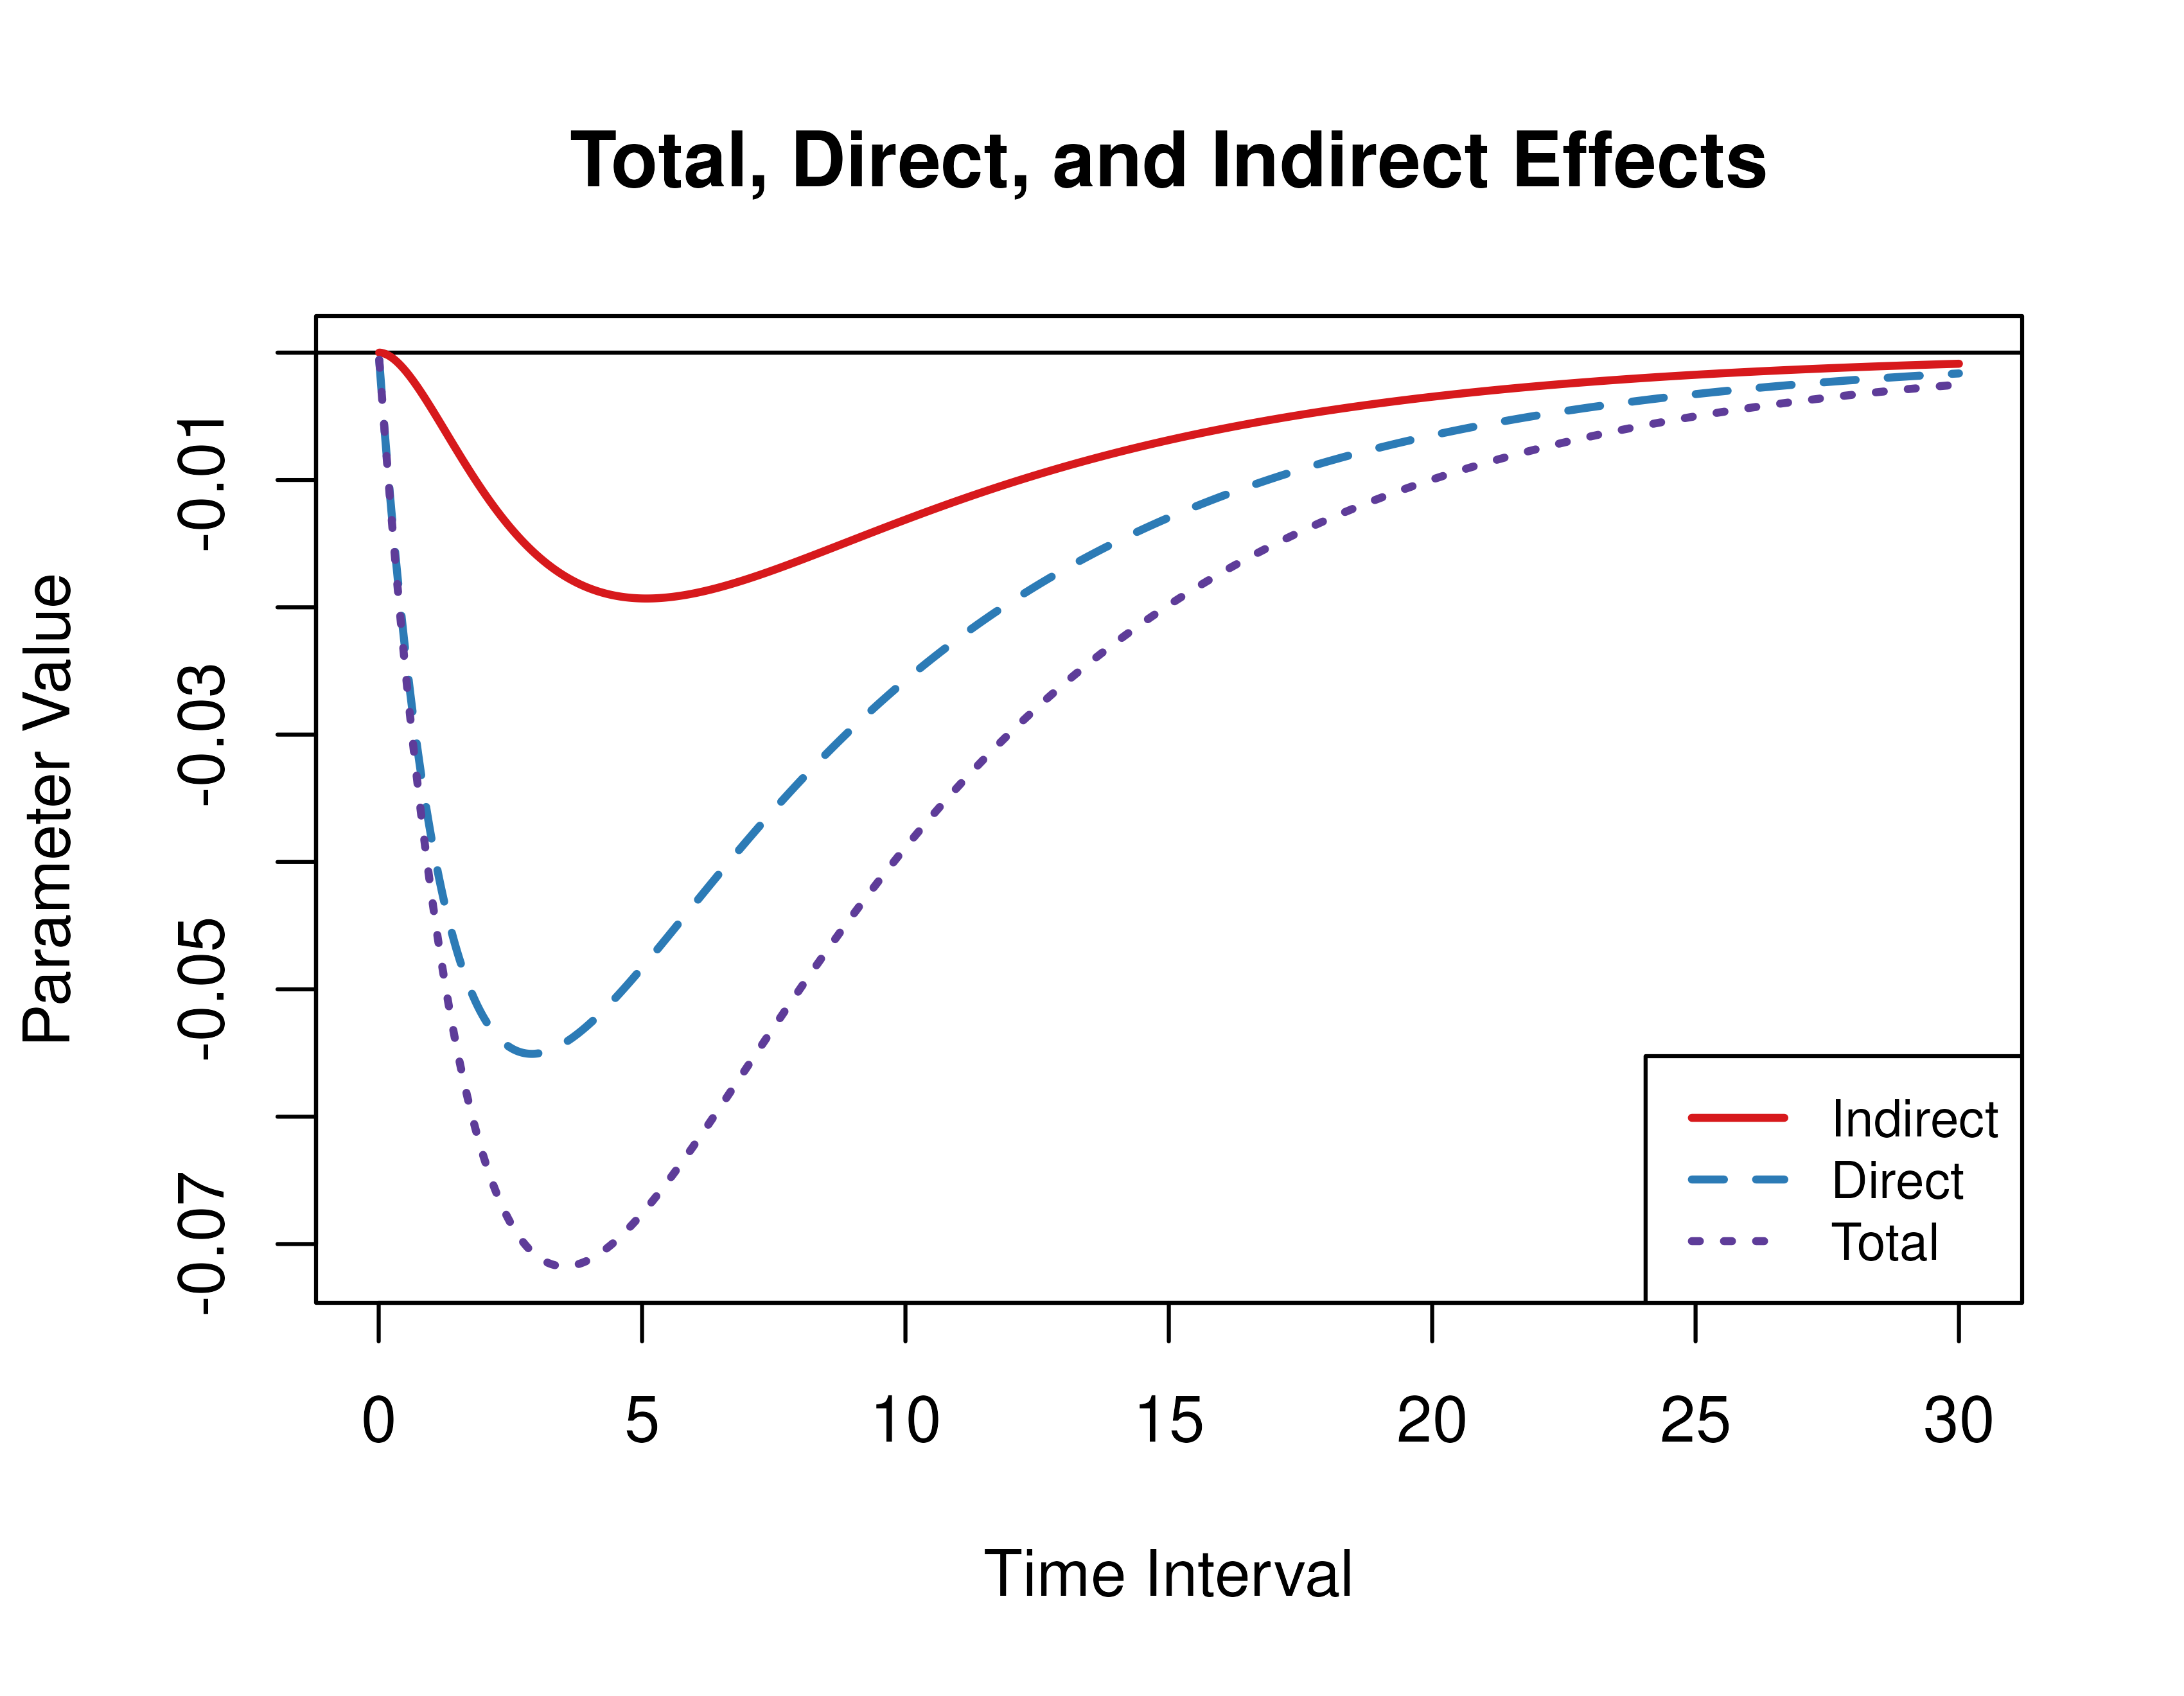 Total, Direct, and Indirect Effects
Parameter Value
-0.01
-0.03
-0.05
-0.07
Indirect
Direct
Total
0 5 10 15 20 25 30
Time Interval